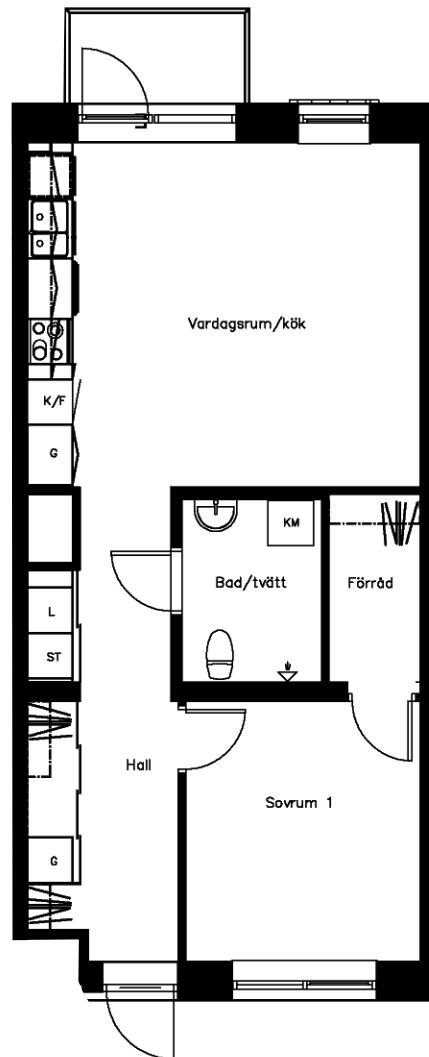 Vardagsrum/kök
K/F
G
KM
Bad/tvätt
Förråd
L
ST
Hall
Sovrum 1
G